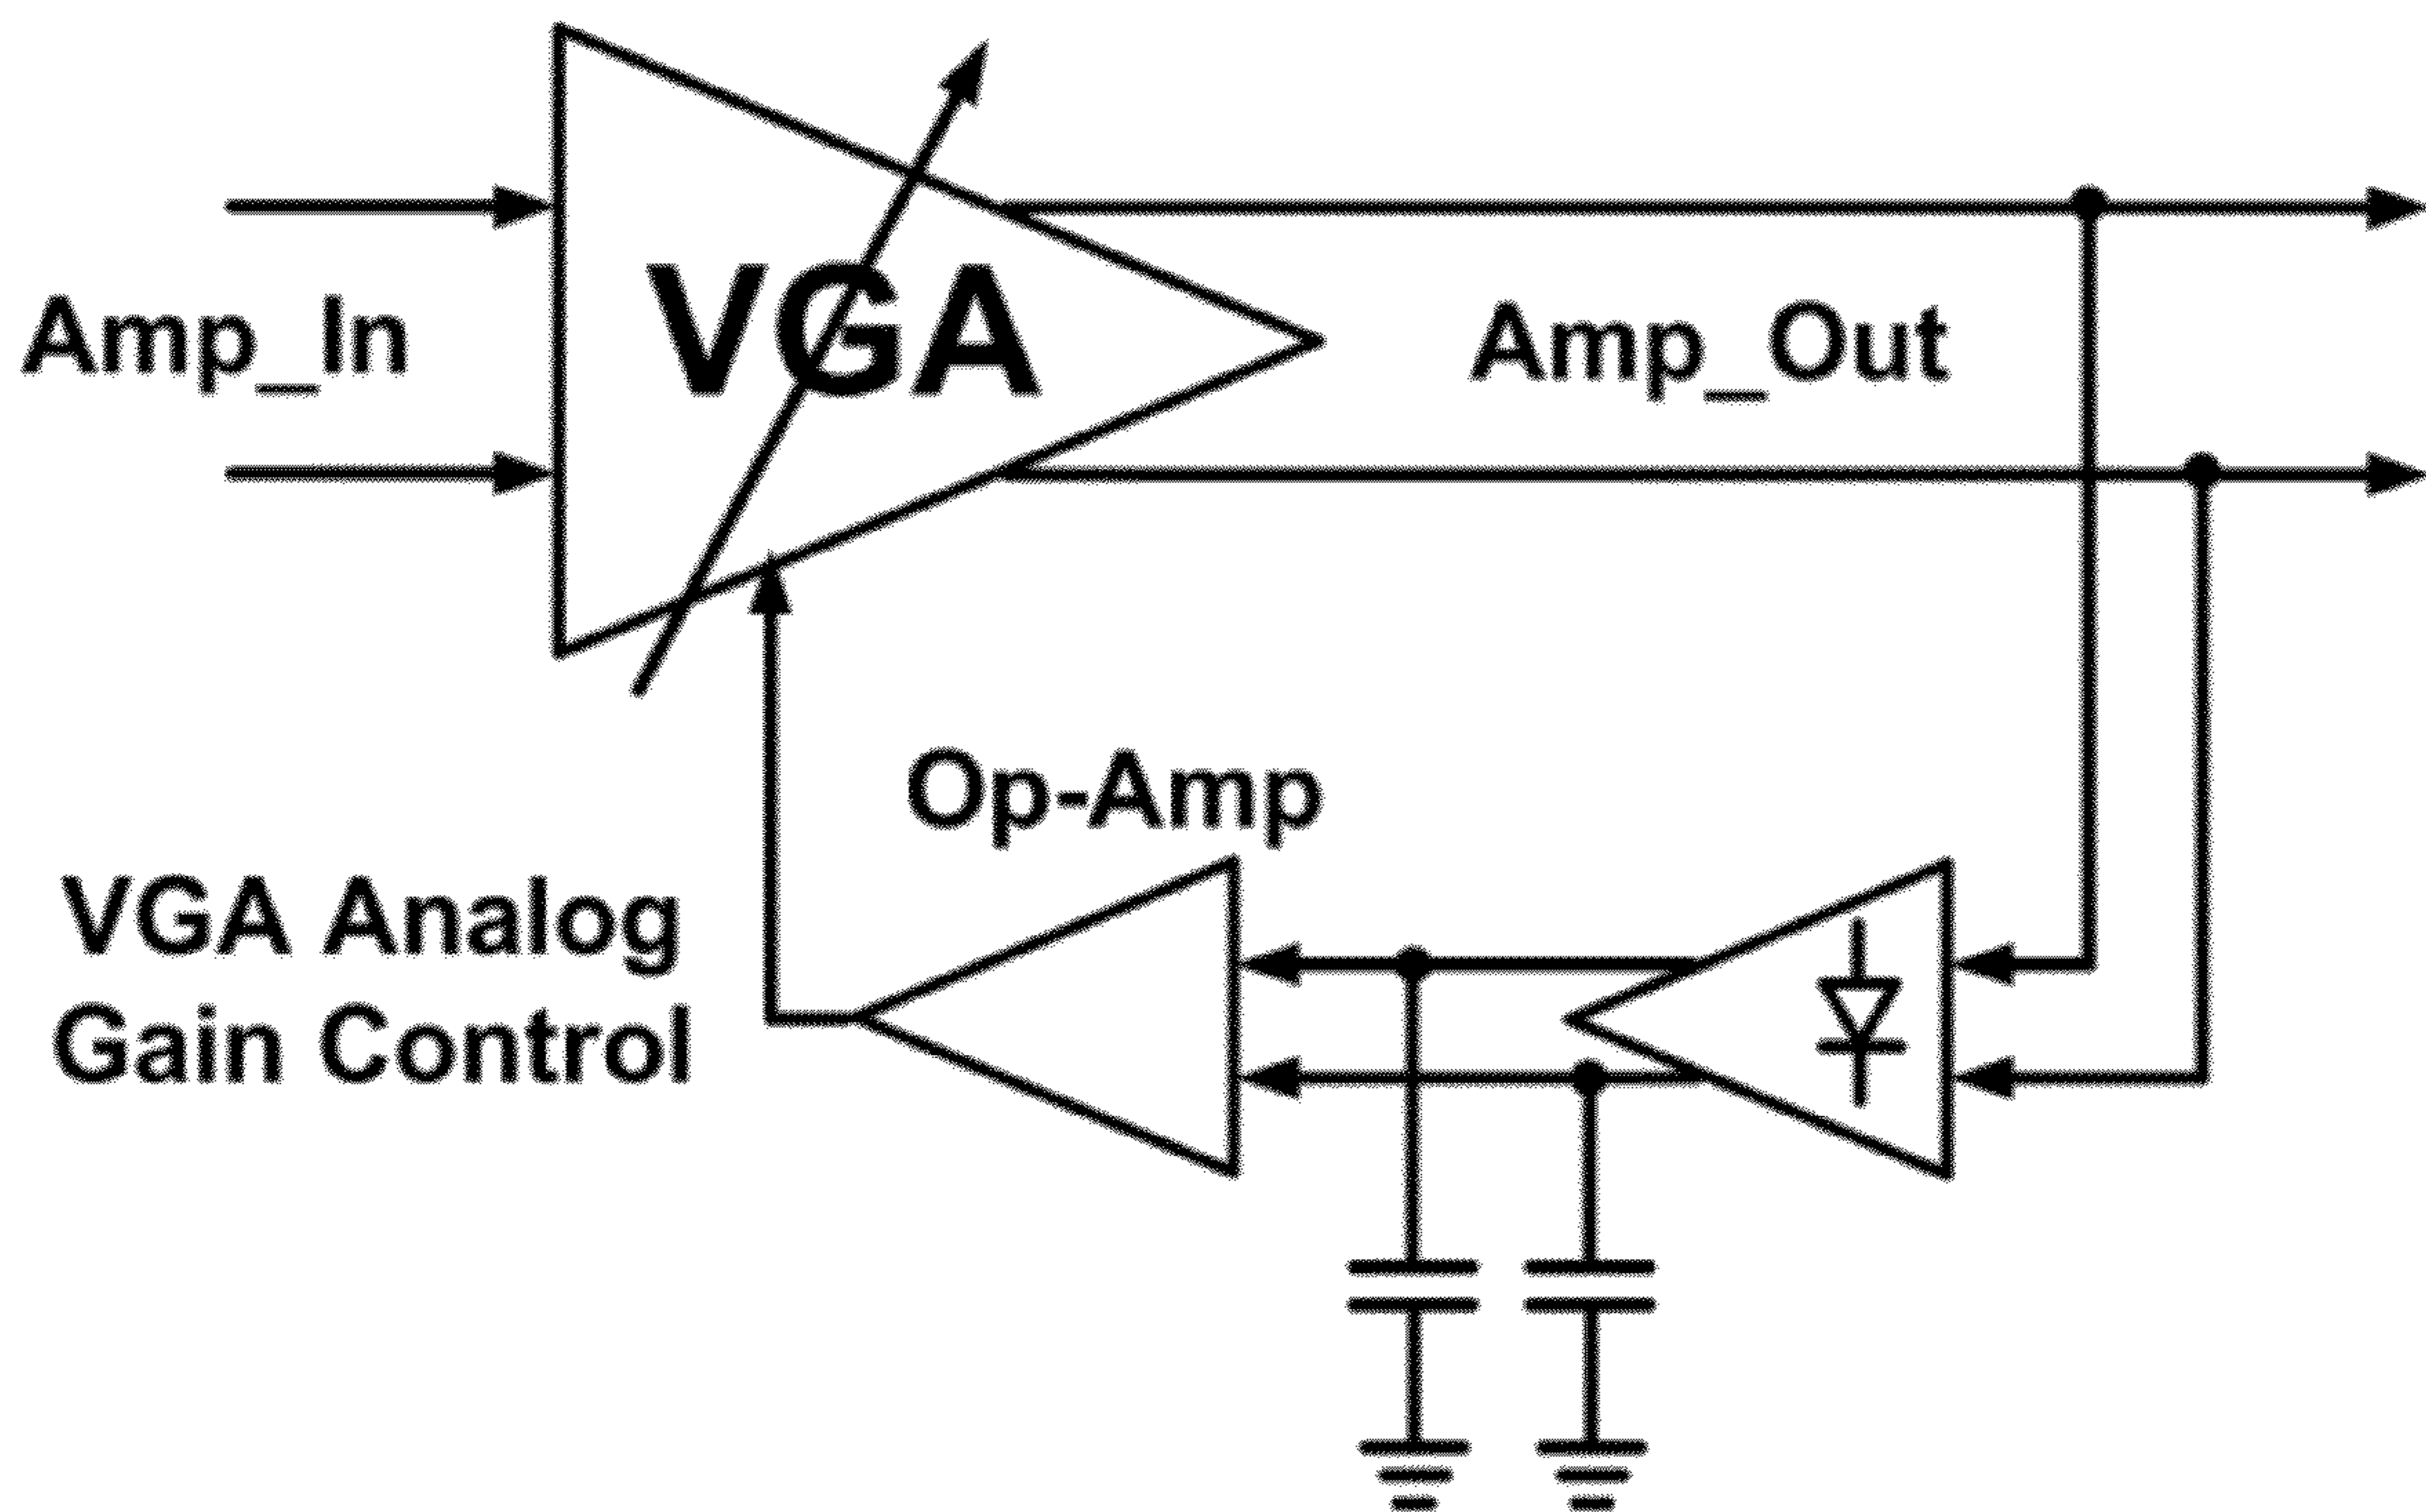 VGA
Amp_In
Amp_Out
Op-Amp
VGA Analog
Gain Control